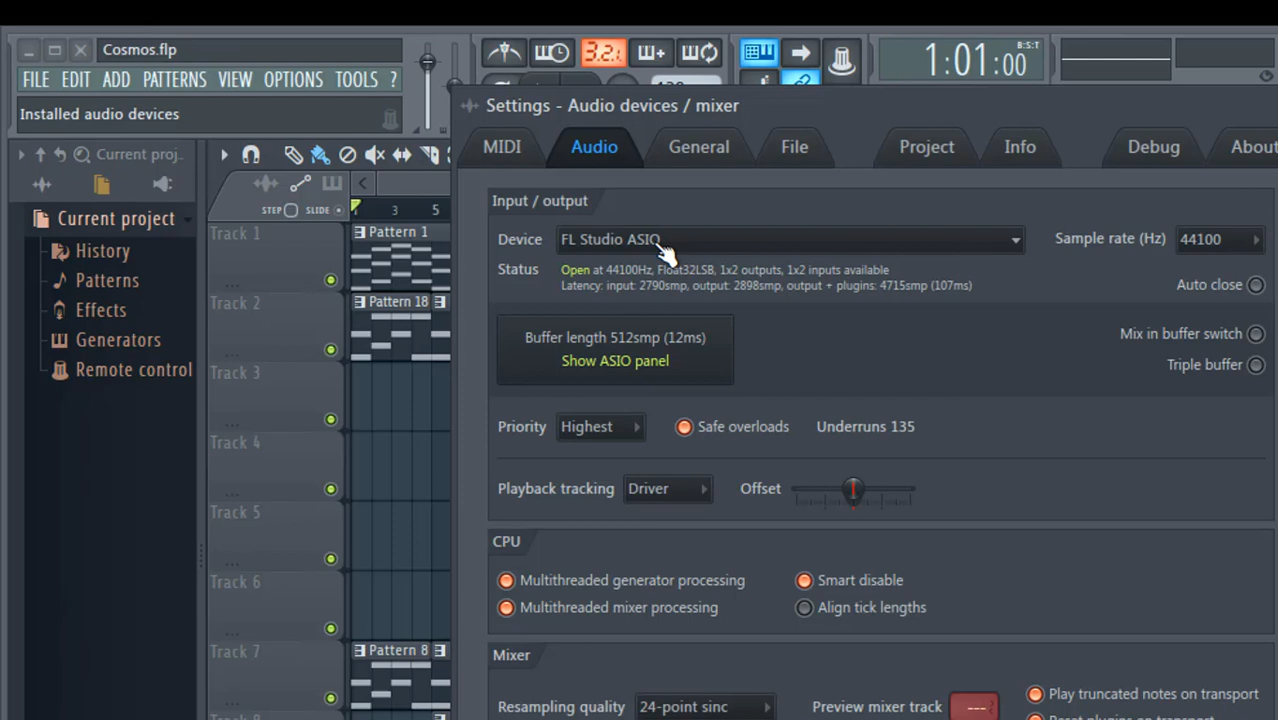 Cosmos.flp
FILE EDIT ADD PATTERNS VIEW OPTIONS TOOLS ?
Installed audio devices
3.2.
1:01:00
B:S:T
Settings - Audio devices / mixer
MIDI Audio General File Project Info Debug About
Current proj..
Current project
History
Patterns
Effects
Generators
Remote control
STEP SLIDE
3 5
Track 1
Pattern 1
Track 2
Pattern 18
Track 3
Track 4
Track 5
Track 6
Track 7
Pattern 8
Input / output
Device FL Studio ASIO Sample rate (Hz) 44100
Status Open at 44100Hz, Float32LSB, 1x2 outputs, 1x2 inputs available
Latency: input: 2790smp, output: 2898smp, output + plugins: 4715smp (107ms)
Auto close
Buffer length 512smp (12ms)
Show ASIO panel
Mix in buffer switch
Triple buffer
Priority Highest Safe overloads Underruns 135
Playback tracking Driver Offset
CPU
Multithreaded generator processing Smart disable
Multithreaded mixer processing Align tick lengths
Mixer
Resampling quality 24-point sinc Preview mixer track ---
Play truncated notes on transport